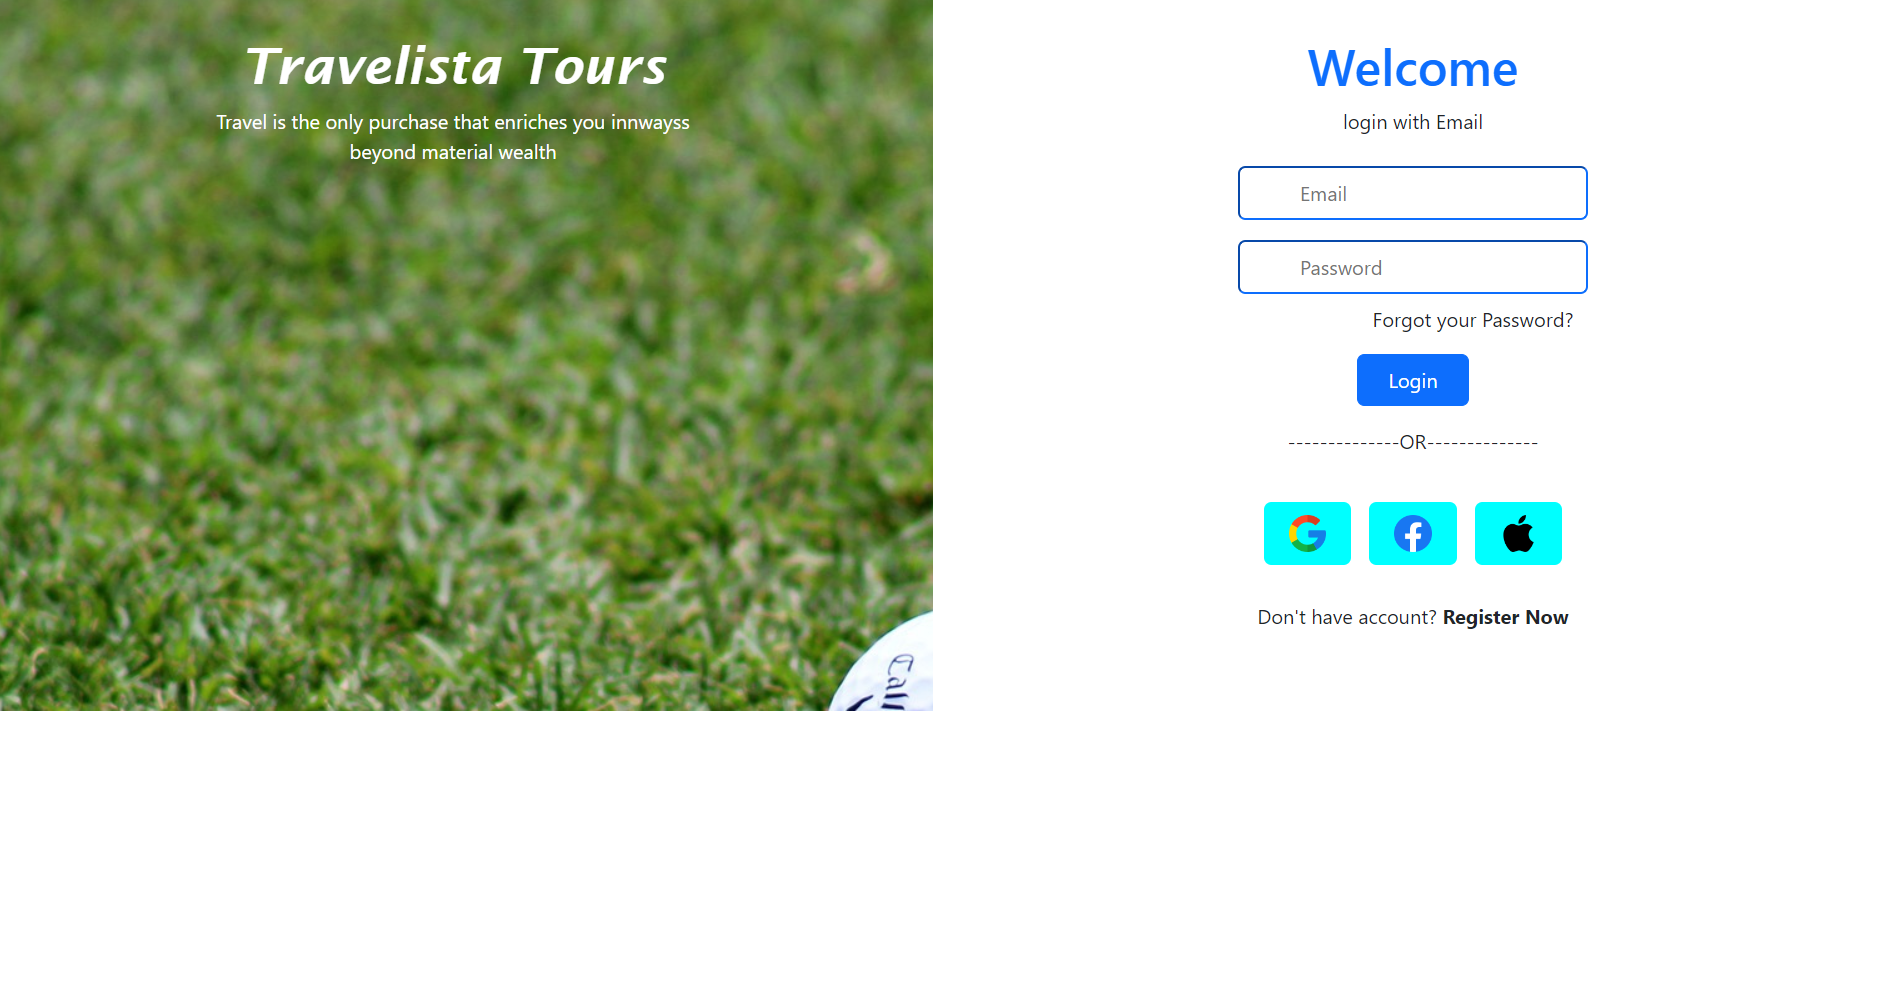 Travelista Tours
Travel is the only purchase that enriches you innwayss
beyond material wealth
Welcome
login with Email
Email
Password
Forgot your Password?
Login
--------------OR--------------
Don't have account? Register Now